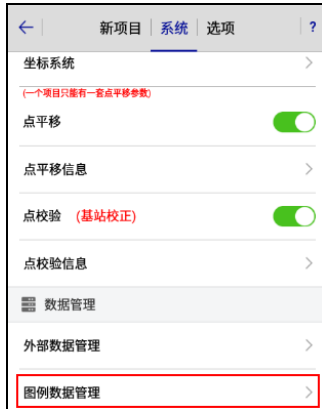 新项目 系统 选项 ?
坐标系统
(一个项目只能有一套点平移参数)
点平移
点平移信息
点校验 (基站校正)
点校验信息
数据管理
外部数据管理
图例数据管理